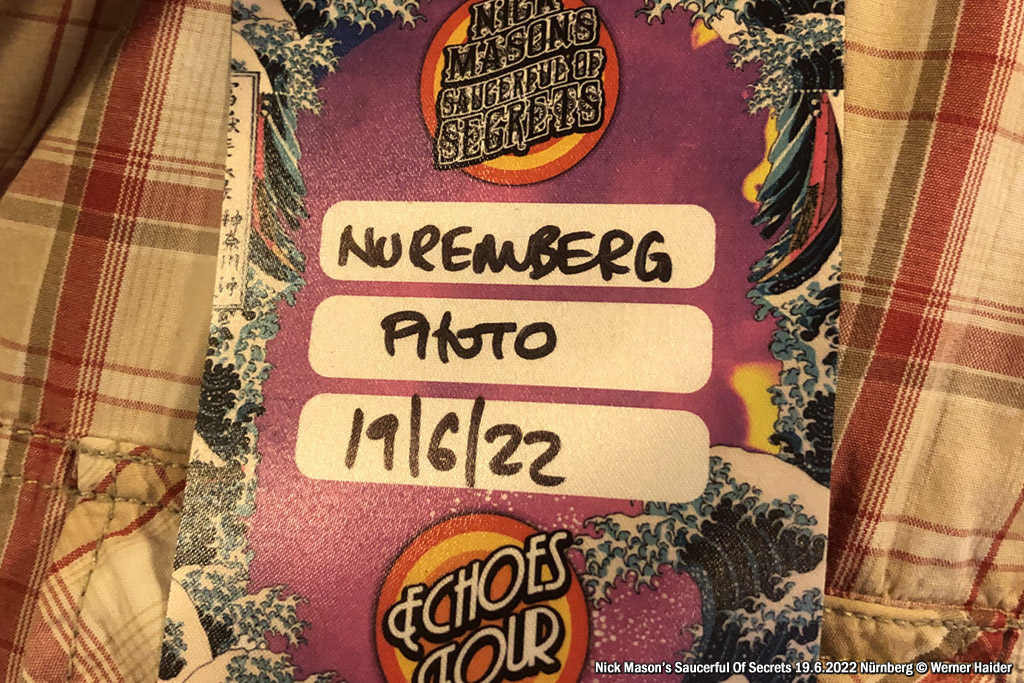 NICK
MASON'S
SAUCERFUL OF
SECRETS
NUREMBERG
PHOTO
19/6/22
ECHOES
TOUR
Nick Mason's Saucerful Of Secrets 19.6.2022 Nürnberg © Werner Haider